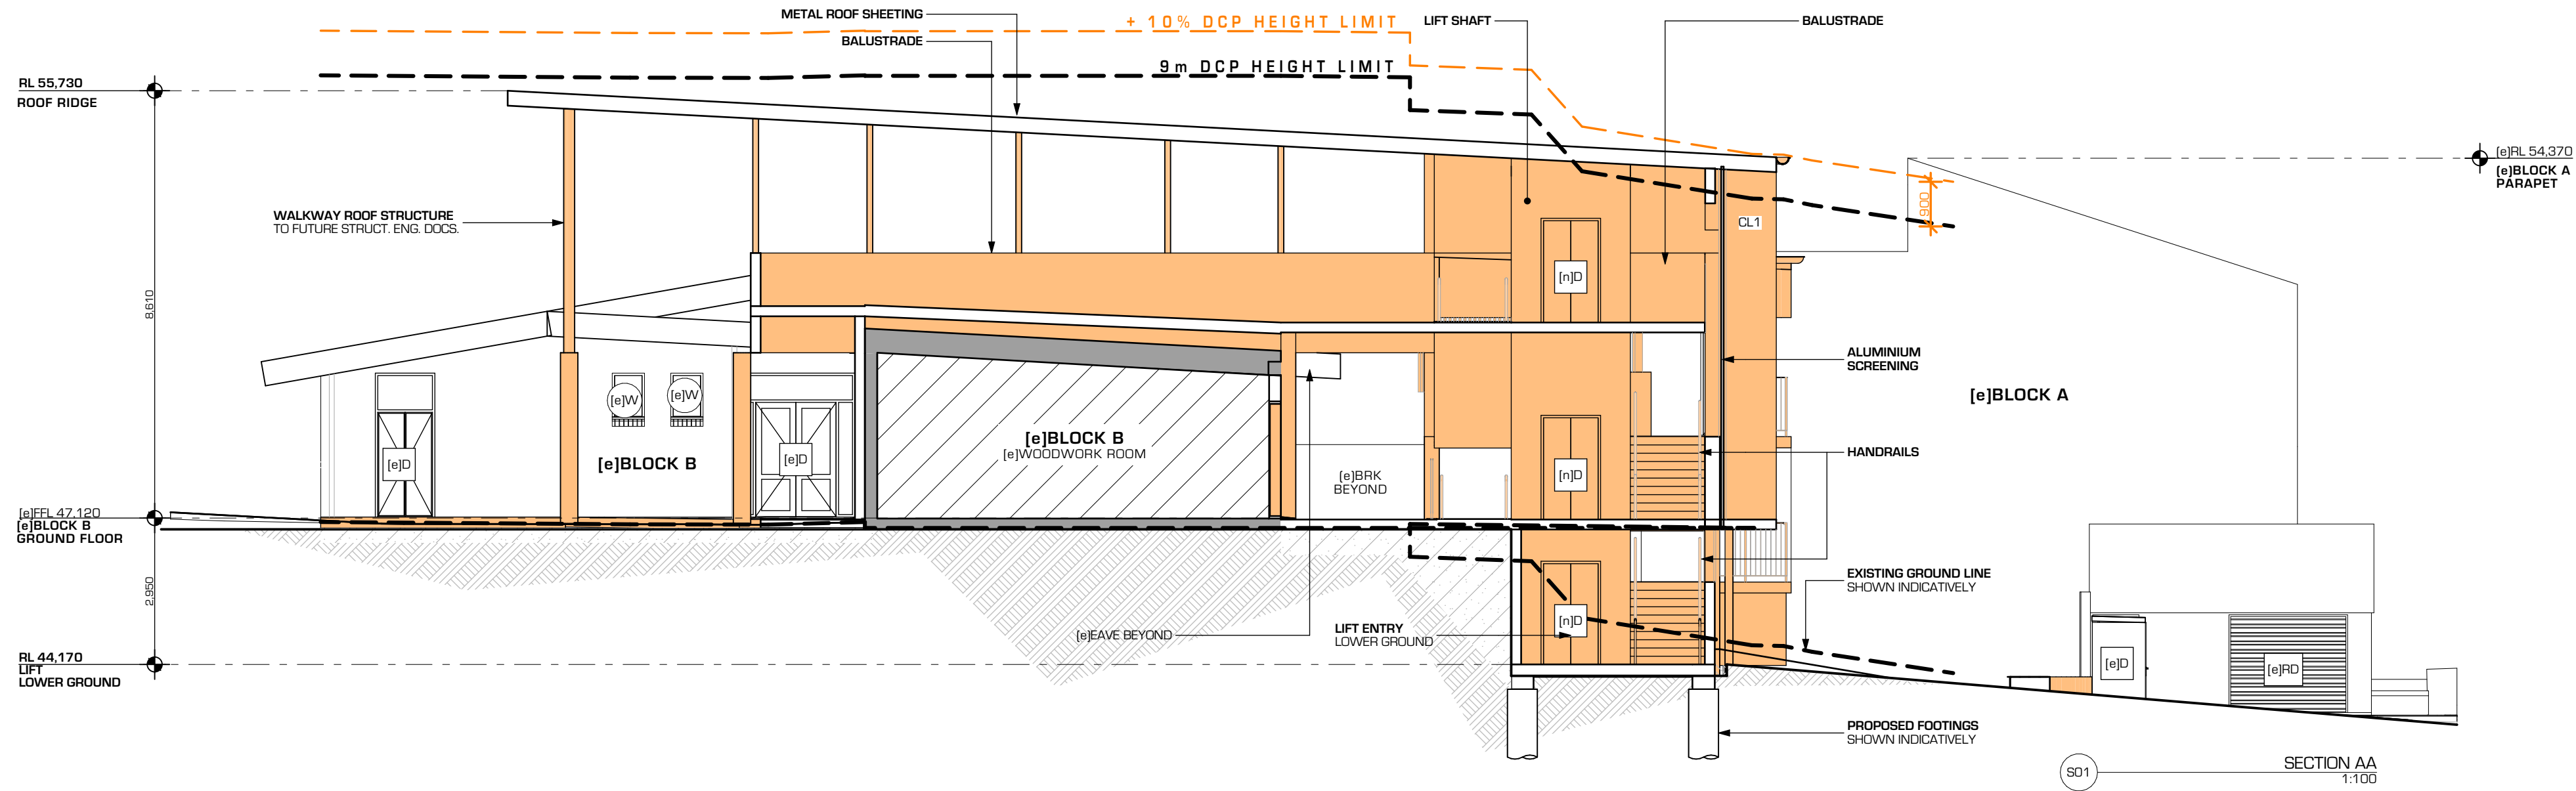 METAL ROOF SHEETING
+ 10% DCP HEIGHT LIMIT
LIFT SHAFT
BALUSTRADE
BALUSTRADE
9m DCP HEIGHT LIMIT
RL 55,730
ROOF RIDGE
(e)RL 54,370
(e)BLOCK A
PARAPET
900
WALKWAY ROOF STRUCTURE
TO FUTURE STRUCT. ENG. DOCS.
CL1
[n]D
8,610
ALUMINIUM
SCREENING
[e]W
[e]W
[e]BLOCK A
[e]BLOCK B
[e]WOODWORK ROOM
HANDRAILS
[e]D
[e]BLOCK B
[e]D
(e)BRK
BEYOND
[n]D
(e)FFL 47,120
(e)BLOCK B
GROUND FLOOR
2,950
EXISTING GROUND LINE
SHOWN INDICATIVELY
(e)EAVE BEYOND
LIFT ENTRY
LOWER GROUND
[n]D
RL 44,170
LIFT
LOWER GROUND
[e]D
[e]RD
PROPOSED FOOTINGS
SHOWN INDICATIVELY
S01
SECTION AA
1:100